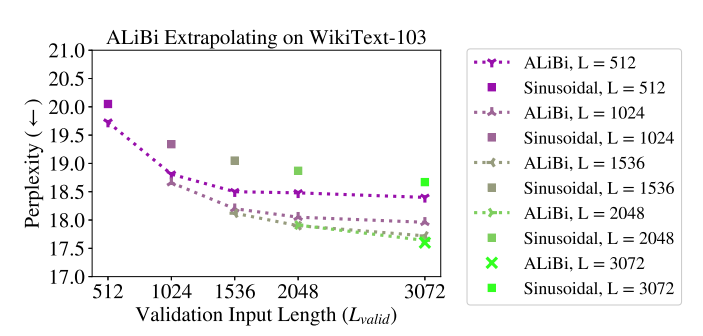 ALiBi Extrapolating on WikiText-103
Perplexity (←)
21.0
20.5
20.0
19.5
19.0
18.5
18.0
17.5
17.0
512
1024
1536
2048
3072
Validation Input Length (Lvalid)
ALiBi, L = 512
Sinusoidal, L = 512
ALiBi, L = 1024
Sinusoidal, L = 1024
ALiBi, L = 1536
Sinusoidal, L = 1536
ALiBi, L = 2048
Sinusoidal, L = 2048
ALiBi, L = 3072
Sinusoidal, L = 3072